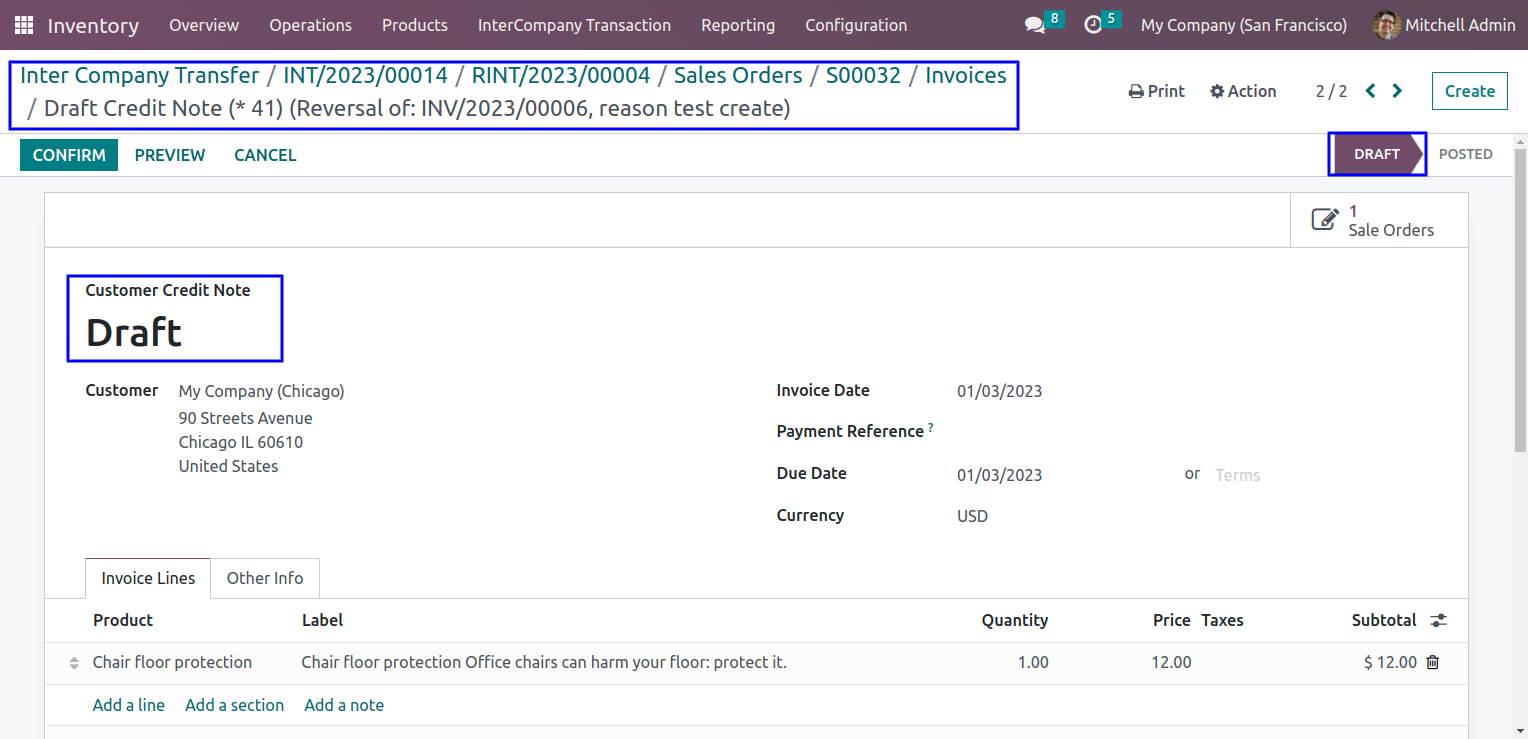 Inventory Overview Operations Products InterCompany Transaction Reporting Configuration 8 5 My Company (San Francisco) Mitchell Admin
Inter Company Transfer / INT/2023/00014 / RINT/2023/00004 / Sales Orders / S00032 / Invoices
/ Draft Credit Note (* 41) (Reversal of: INV/2023/00006, reason test create)
Print Action 2 / 2 Create
CONFIRM PREVIEW CANCEL DRAFT POSTED
1
Sale Orders
Customer Credit Note
Draft
Customer My Company (Chicago)
90 Streets Avenue
Chicago IL 60610
United States
Invoice Date 01/03/2023
Payment Reference ?
Due Date 01/03/2023 or Terms
Currency USD
Invoice Lines Other Info
Product Label Quantity Price Taxes Subtotal
Chair floor protection Chair floor protection Office chairs can harm your floor: protect it. 1.00 12.00 $ 12.00
Add a line Add a section Add a note